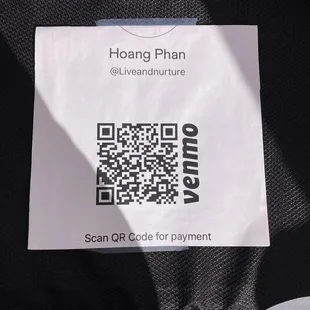 Hoang Phan
@Liveandnurture
venmo
Scan QR Code for payment